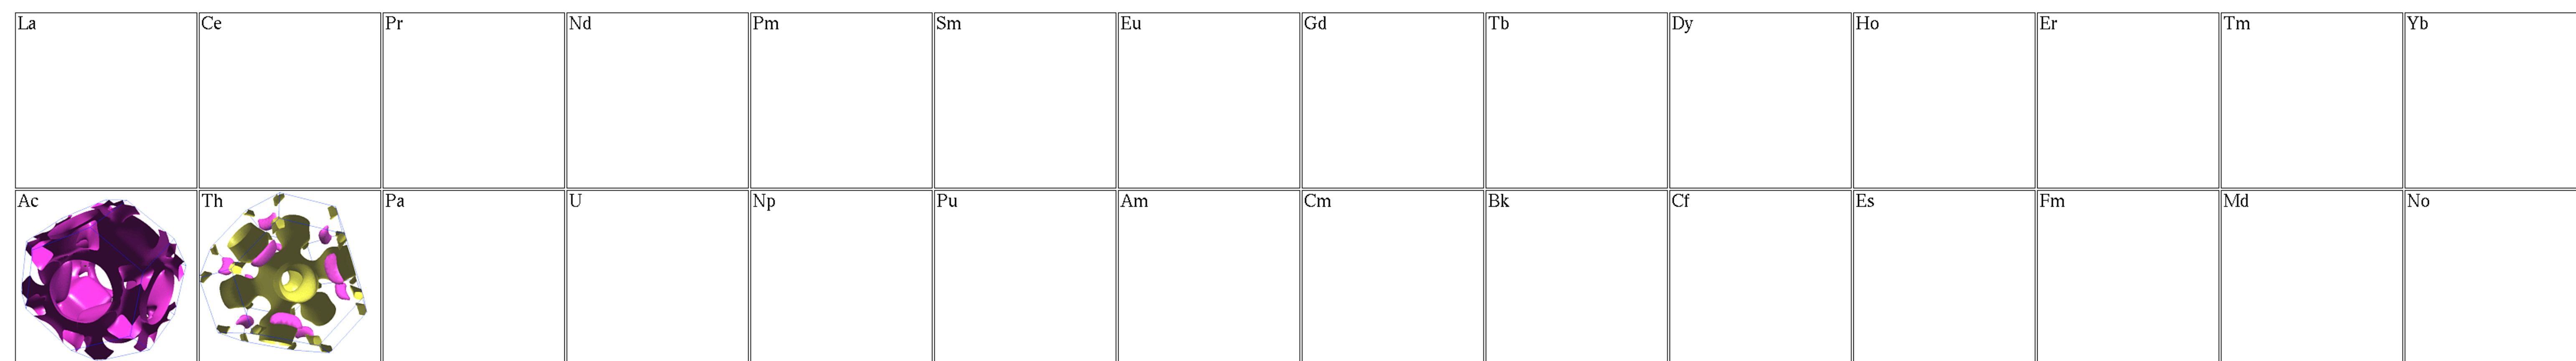 La Ce Pr Nd Pm Sm Eu Gd Tb Dy Ho Er Tm Yb
Ac Th Pa U Np Pu Am Cm Bk Cf Es Fm Md No